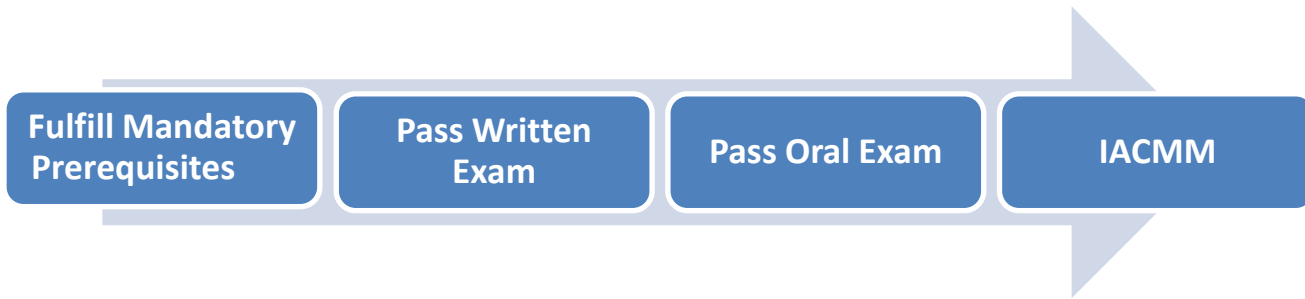 Fulfill Mandatory
Prerequisites
Pass Written
Exam
Pass Oral Exam
IACMM